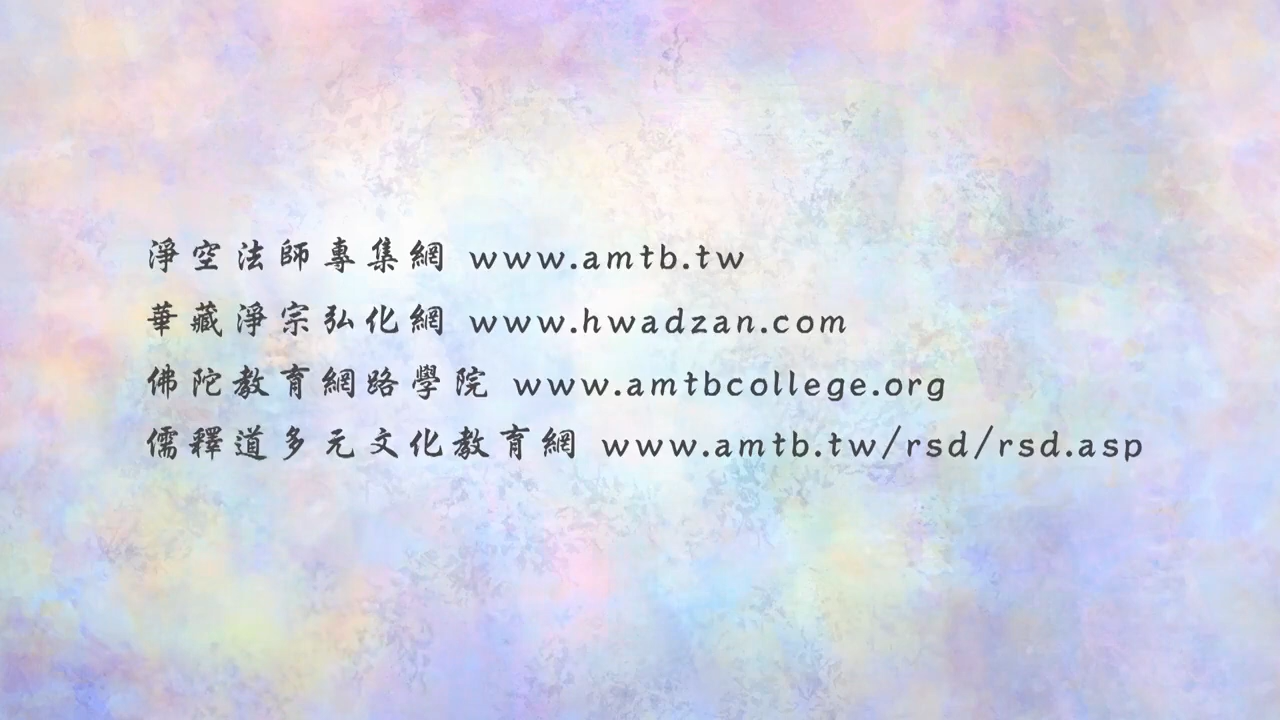 淨空法師專集網 www.amtb.tw
華藏淨宗弘化網 www.hwadzan.com
佛陀教育網路學院 www.amtbcollege.org
儒釋道多元文化教育網 www.amtb.tw/rsd/rsd.asp